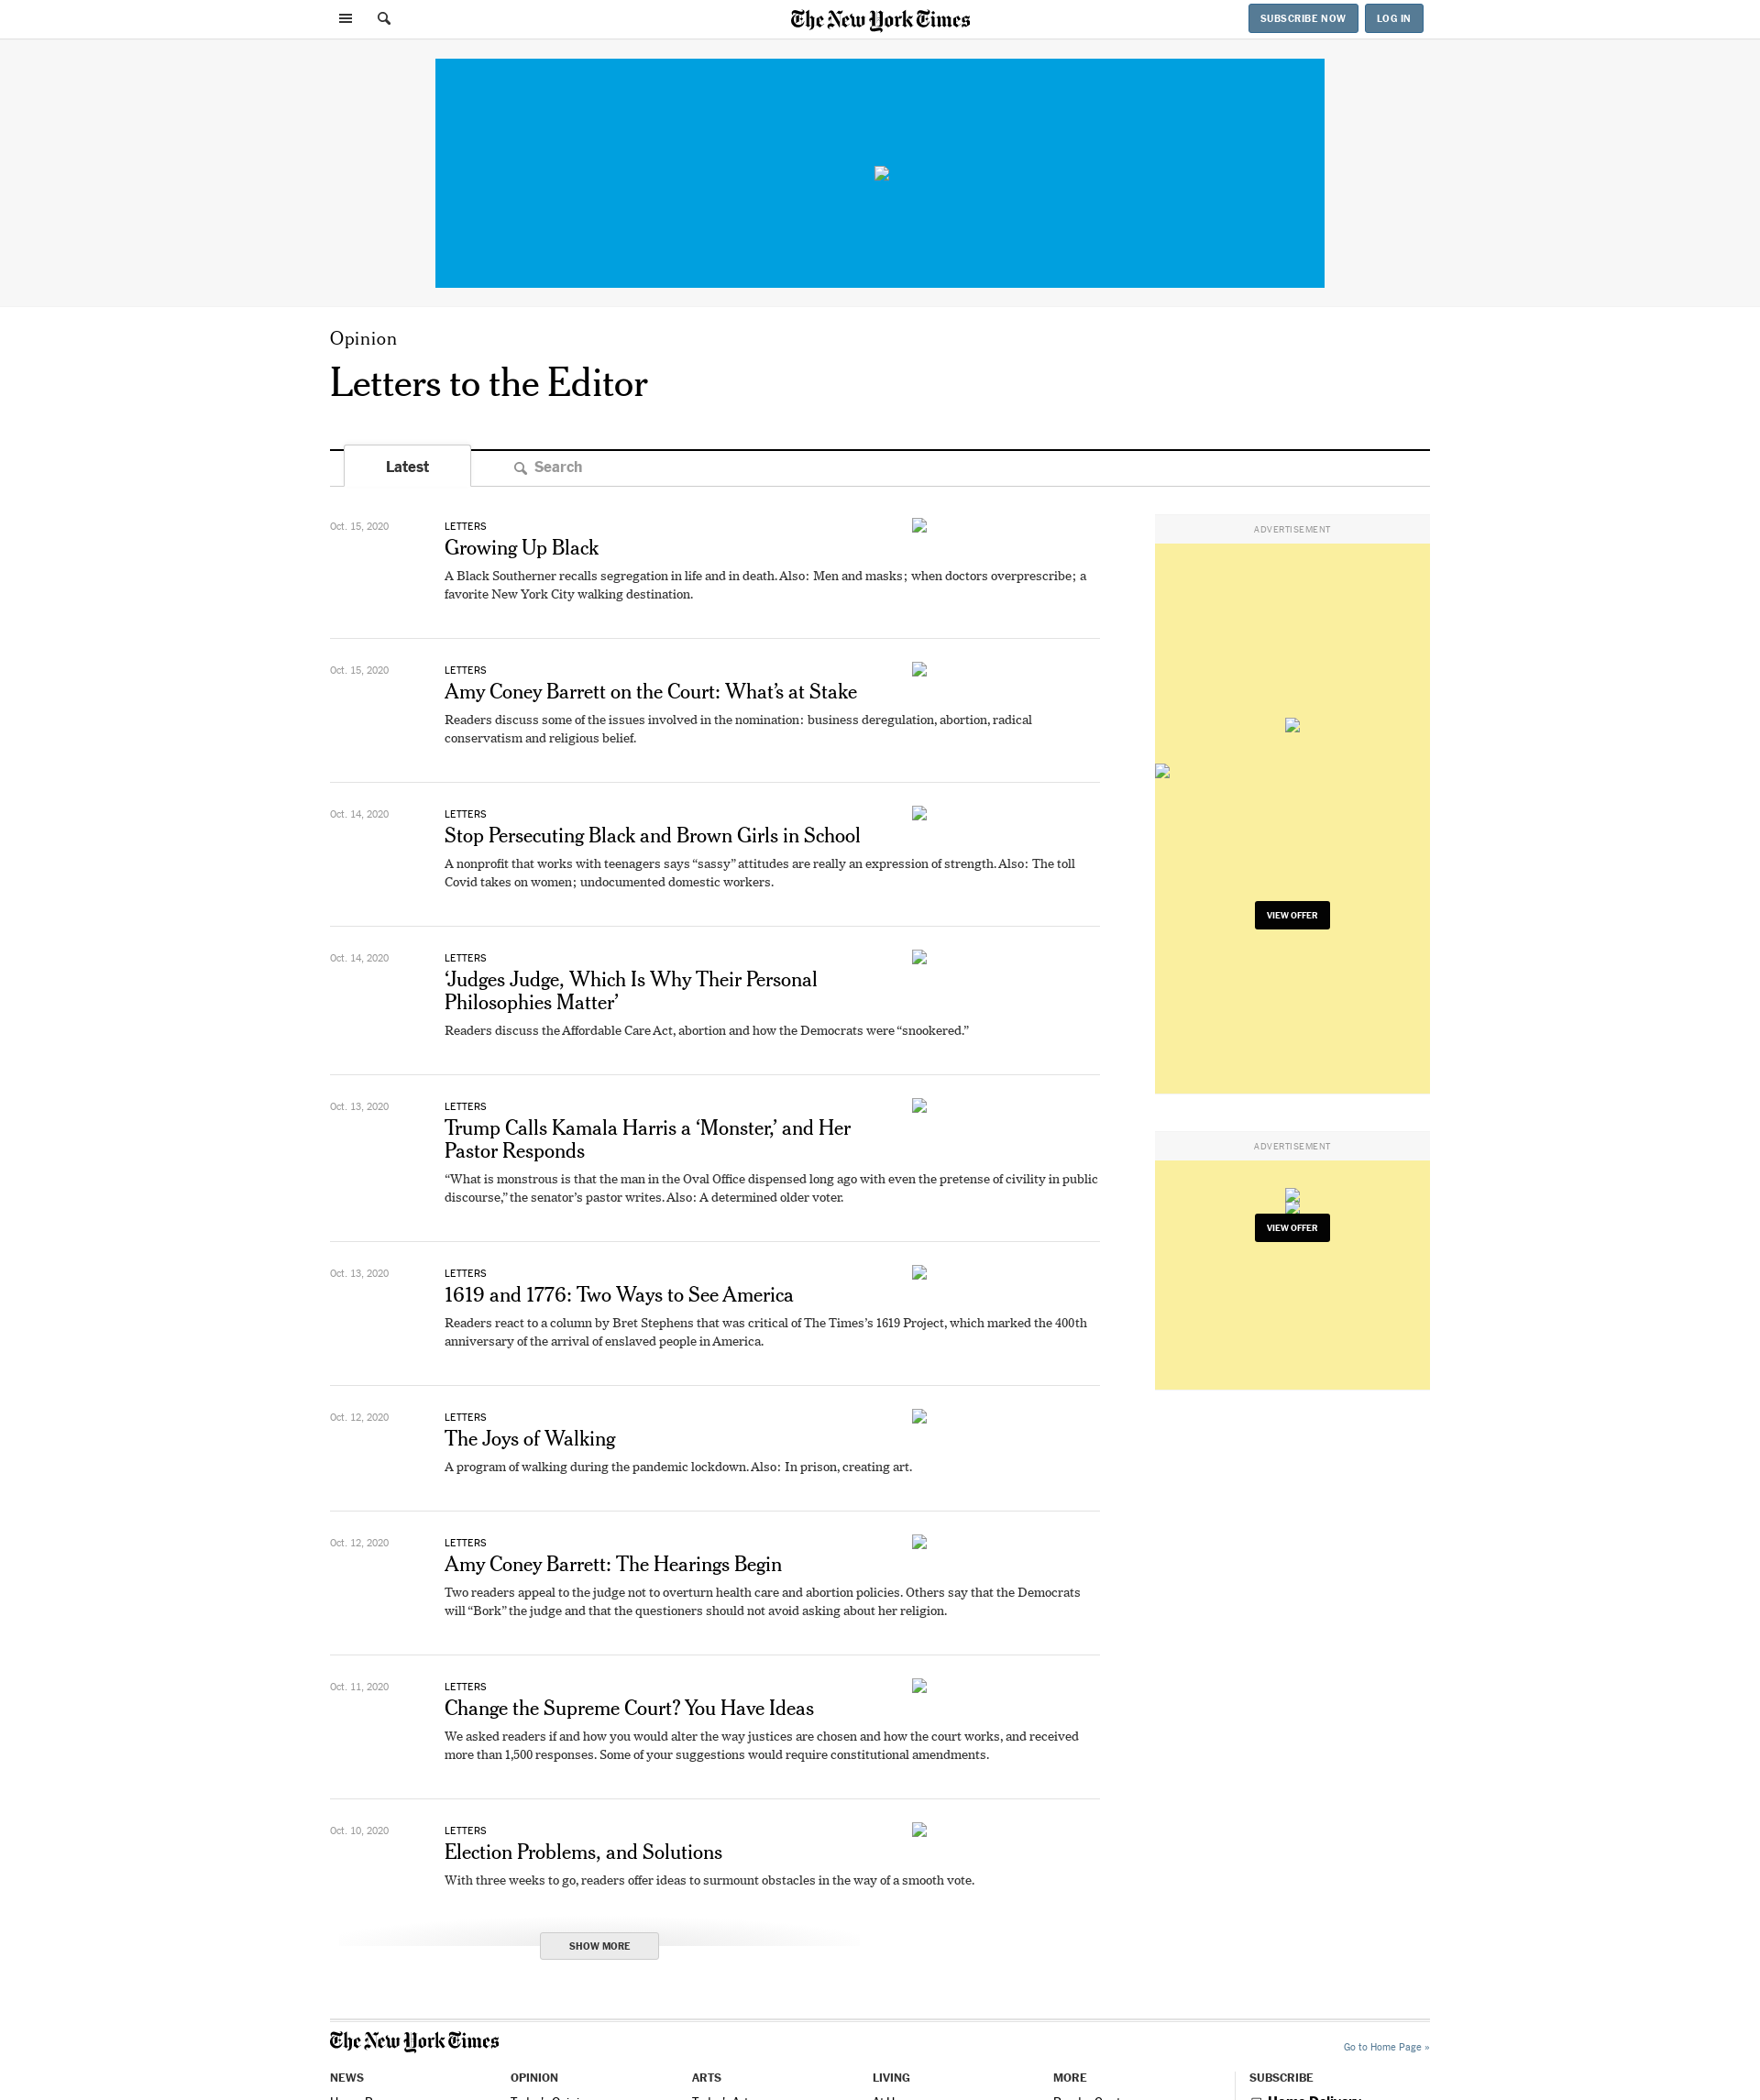 The New York Times
SUBSCRIBE NOW
LOG IN
Opinion
Letters to the Editor
Latest
Search
Oct. 15, 2020
LETTERS
Growing Up Black
A Black Southerner recalls segregation in life and in death. Also: Men and masks; when doctors overprescribe; a
favorite New York City walking destination.
Oct. 15, 2020
LETTERS
Amy Coney Barrett on the Court: What’s at Stake
Readers discuss some of the issues involved in the nomination: business deregulation, abortion, radical
conservatism and religious belief.
Oct. 14, 2020
LETTERS
Stop Persecuting Black and Brown Girls in School
A nonprofit that works with teenagers says “sassy” attitudes are really an expression of strength. Also: The toll
Covid takes on women; undocumented domestic workers.
Oct. 14, 2020
LETTERS
‘Judges Judge, Which Is Why Their Personal
Philosophies Matter’
Readers discuss the Affordable Care Act, abortion and how the Democrats were “snookered.”
Oct. 13, 2020
LETTERS
Trump Calls Kamala Harris a ‘Monster,’ and Her
Pastor Responds
“What is monstrous is that the man in the Oval Office dispensed long ago with even the pretense of civility in public
discourse,” the senator’s pastor writes. Also: A determined older voter.
Oct. 13, 2020
LETTERS
1619 and 1776: Two Ways to See America
Readers react to a column by Bret Stephens that was critical of The Times’s 1619 Project, which marked the 400th
anniversary of the arrival of enslaved people in America.
Oct. 12, 2020
LETTERS
The Joys of Walking
A program of walking during the pandemic lockdown. Also: In prison, creating art.
Oct. 12, 2020
LETTERS
Amy Coney Barrett: The Hearings Begin
Two readers appeal to the judge not to overturn health care and abortion policies. Others say that the Democrats
will “Bork” the judge and that the questioners should not avoid asking about her religion.
Oct. 11, 2020
LETTERS
Change the Supreme Court? You Have Ideas
We asked readers if and how you would alter the way justices are chosen and how the court works, and received
more than 1,500 responses. Some of your suggestions would require constitutional amendments.
Oct. 10, 2020
LETTERS
Election Problems, and Solutions
With three weeks to go, readers offer ideas to surmount obstacles in the way of a smooth vote.
SHOW MORE
ADVERTISEMENT
VIEW OFFER
ADVERTISEMENT
VIEW OFFER
The New York Times
Go to Home Page »
NEWS
OPINION
ARTS
LIVING
MORE
SUBSCRIBE